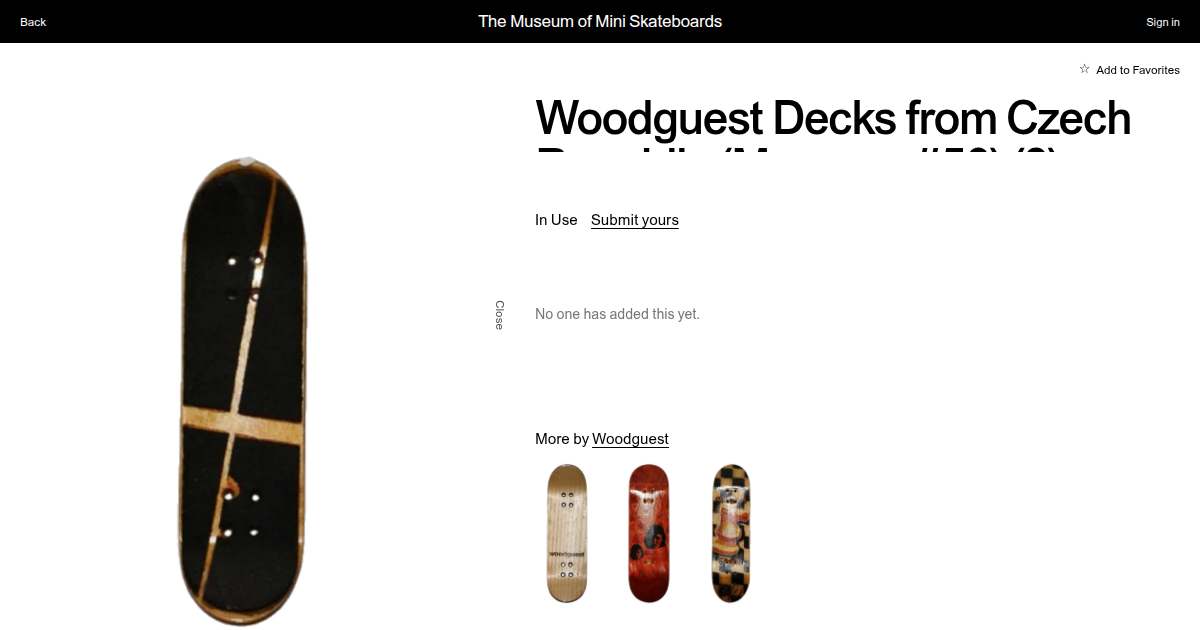 Back
The Museum of Mini Skateboards
Sign in
☆ Add to Favorites
Woodguest Decks from Czech
In Use Submit yours
Close
No one has added this yet.
More by Woodguest
woodguest